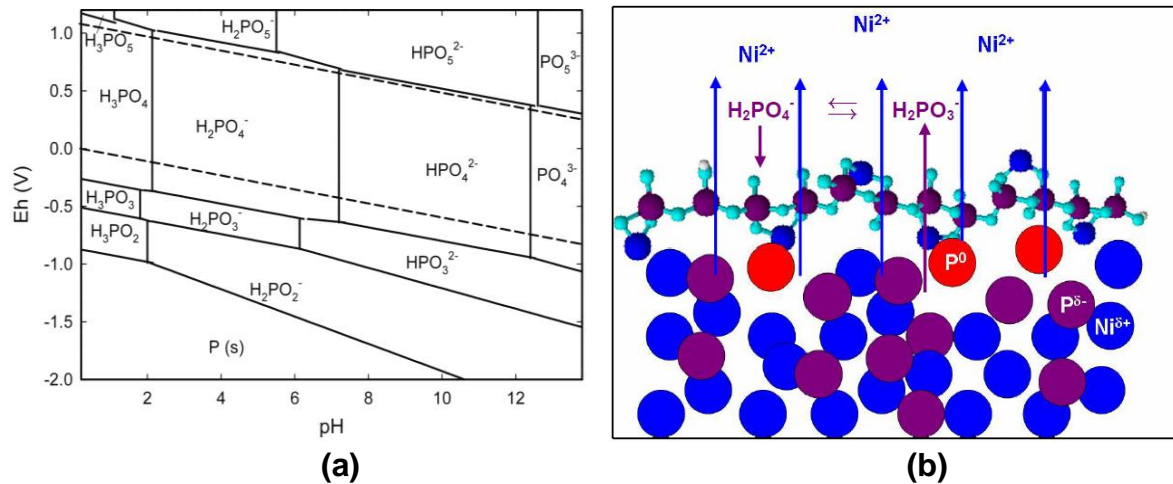 1.0
0.5
0.0
-0.5
-1.0
-1.5
-2.0
Eh (V)
2 4 6 8 10 12
pH
H₃PO₅
H₂PO₅⁻
HPO₅²⁻
PO₅³⁻
H₃PO₄
H₂PO₄⁻
HPO₄²⁻
PO₄³⁻
H₃PO₃
H₂PO₃⁻
HPO₃²⁻
H₃PO₂
H₂PO₂⁻
P (s)
(a)
Ni²⁺ Ni²⁺ Ni²⁺
H₂PO₄⁻ ⇆ H₂PO₃⁻
P⁰
Pᵟ⁻
Niᵟ⁺
(b)